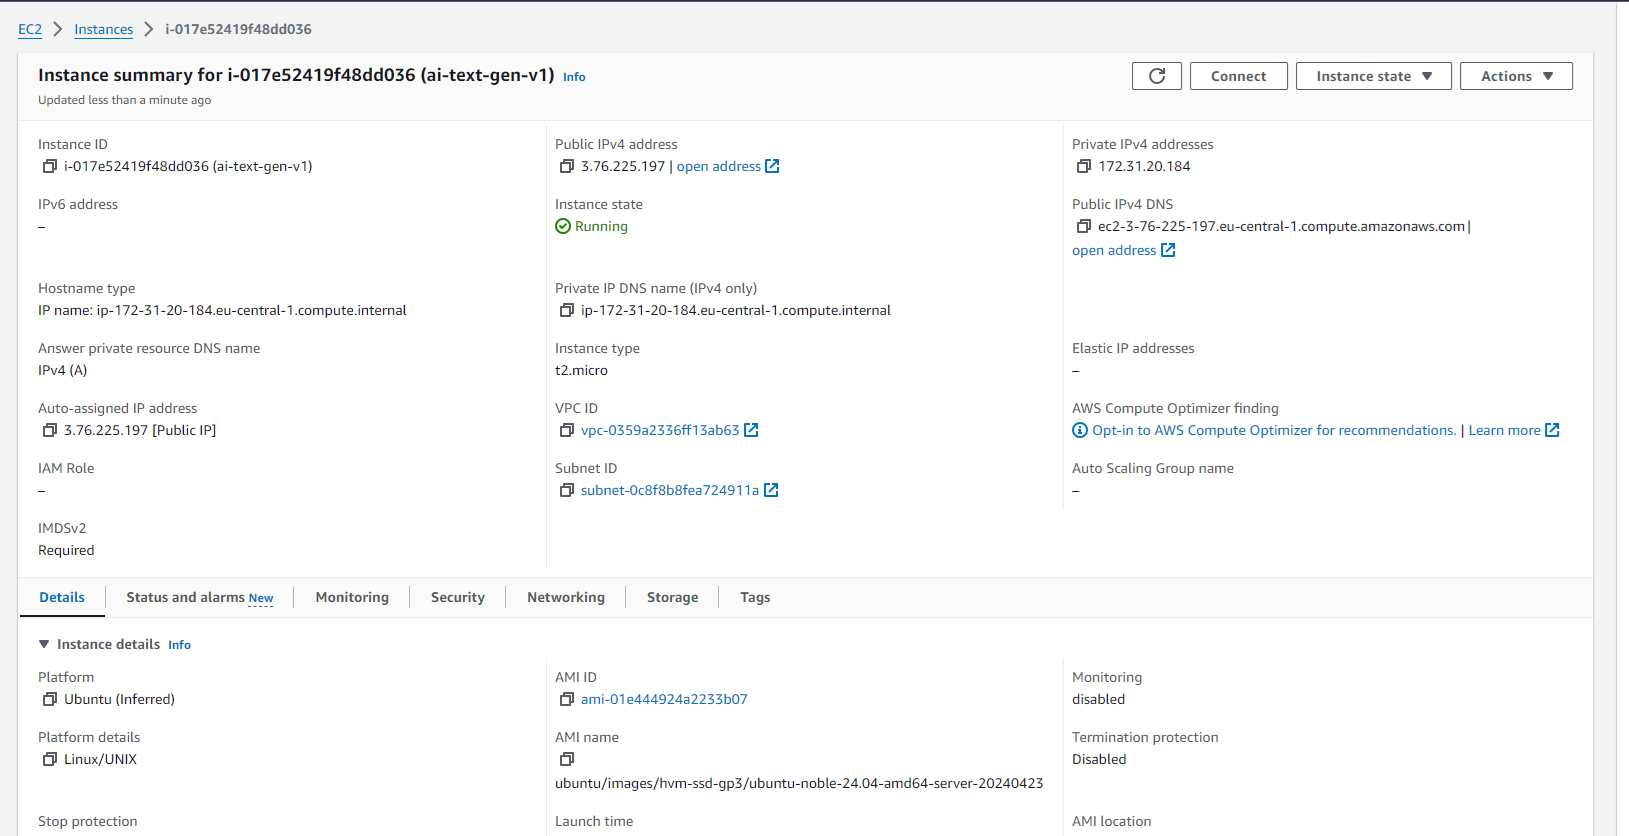 EC2 > Instances > i-017e52419f48dd036
Instance summary for i-017e52419f48dd036 (ai-text-gen-v1) Info
Updated less than a minute ago
Connect
Instance state
Actions
Instance ID
i-017e52419f48dd036 (ai-text-gen-v1)
Public IPv4 address
3.76.225.197 | open address
Private IPv4 addresses
172.31.20.184
IPv6 address
–
Instance state
Running
Public IPv4 DNS
ec2-3-76-225-197.eu-central-1.compute.amazonaws.com |
open address
Hostname type
IP name: ip-172-31-20-184.eu-central-1.compute.internal
Private IP DNS name (IPv4 only)
ip-172-31-20-184.eu-central-1.compute.internal
Answer private resource DNS name
IPv4 (A)
Instance type
t2.micro
Elastic IP addresses
–
Auto-assigned IP address
3.76.225.197 [Public IP]
VPC ID
vpc-0359a2336ff13ab63
AWS Compute Optimizer finding
Opt-in to AWS Compute Optimizer for recommendations. | Learn more
IAM Role
–
Subnet ID
subnet-0c8f8b8fea724911a
Auto Scaling Group name
–
IMDSv2
Required
Details
Status and alarms New
Monitoring
Security
Networking
Storage
Tags
Instance details Info
Platform
Ubuntu (Inferred)
AMI ID
ami-01e444924a2233b07
Monitoring
disabled
Platform details
Linux/UNIX
AMI name
ubuntu/images/hvm-ssd-gp3/ubuntu-noble-24.04-amd64-server-20240423
Termination protection
Disabled
Stop protection
Launch time
AMI location